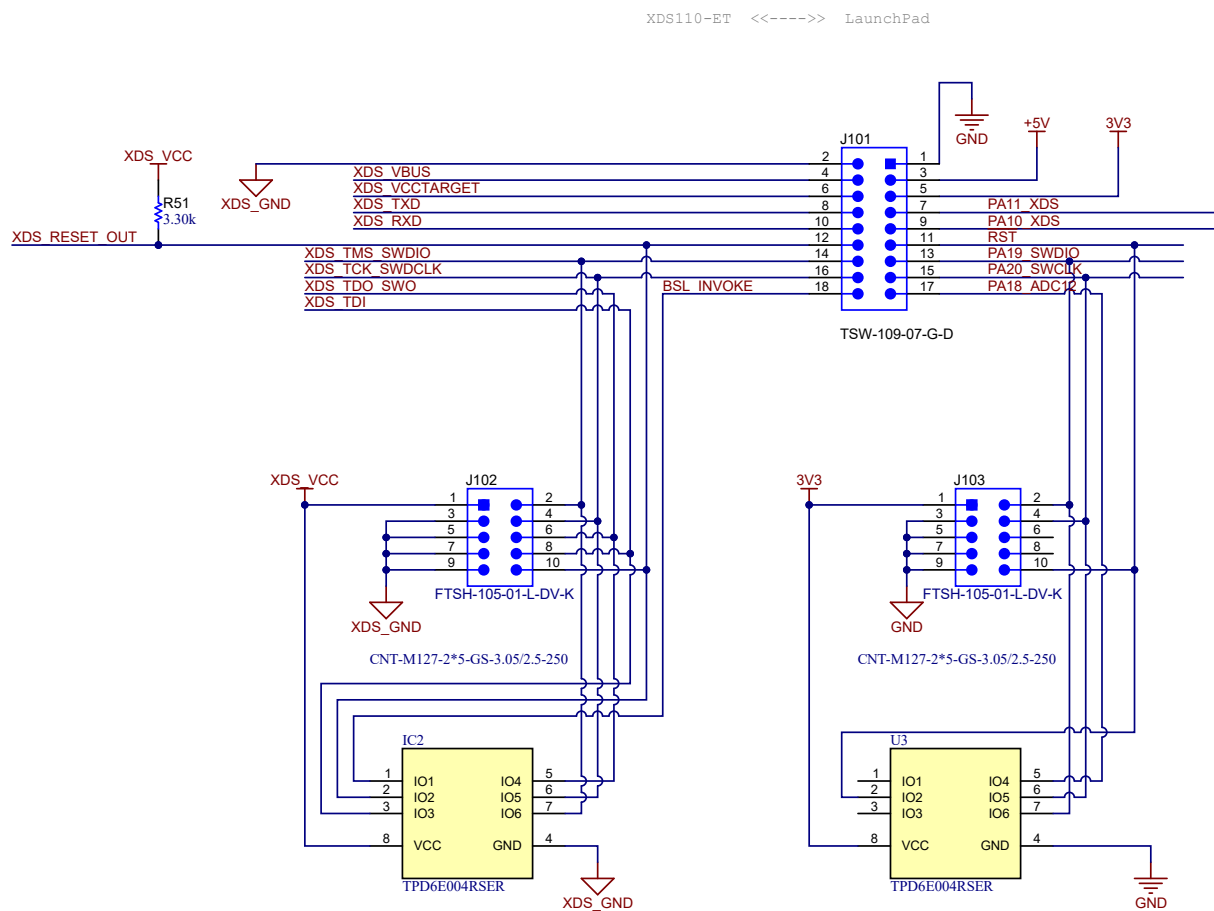 XDS110-ET <<---->> LaunchPad
+5V
3V3
GND
J101
XDS_VCC
XDS_GND
R51
3.30k
XDS_RESET_OUT
XDS_VBUS
XDS_VCCTARGET
XDS_TXD
XDS_RXD
XDS_TMS_SWDIO
XDS_TCK_SWDCLK
XDS_TDO_SWO
XDS_TDI
BSL_INVOKE
2 1
4 3
6 5
8 7
10 9
12 11
14 13
16 15
18 17
PA11_XDS
PA10_XDS
RST
PA19_SWDIO
PA20_SWCLK
PA18_ADC12
TSW-109-07-G-D
XDS_VCC
J102
1 2
3 4
5 6
7 8
9 10
FTSH-105-01-L-DV-K
XDS_GND
CNT-M127-2*5-GS-3.05/2.5-250
3V3
J103
1 2
3 4
5 6
7 8
9 10
FTSH-105-01-L-DV-K
GND
CNT-M127-2*5-GS-3.05/2.5-250
IC2
1 IO1 IO4 5
2 IO2 IO5 6
3 IO3 IO6 7
8 VCC GND 4
TPD6E004RSER
XDS_GND
U3
1 IO1 IO4 5
2 IO2 IO5 6
3 IO3 IO6 7
8 VCC GND 4
TPD6E004RSER
GND